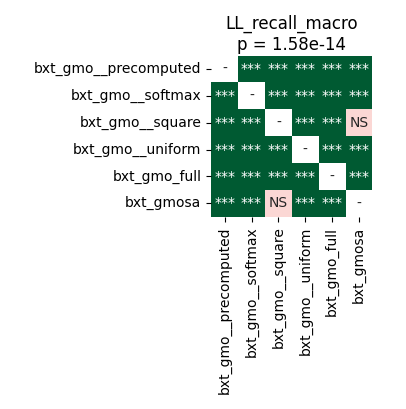 LL_recall_macro
p = 1.58e-14
bxt_gmo__precomputed - *** *** *** *** ***
bxt_gmo__softmax *** - *** *** *** ***
bxt_gmo__square *** *** - *** *** NS
bxt_gmo__uniform *** *** *** - *** ***
bxt_gmo_full *** *** *** *** - ***
bxt_gmosa *** *** NS *** *** -
bxt_gmo__precomputed
bxt_gmo__softmax
bxt_gmo__square
bxt_gmo__uniform
bxt_gmo_full
bxt_gmosa